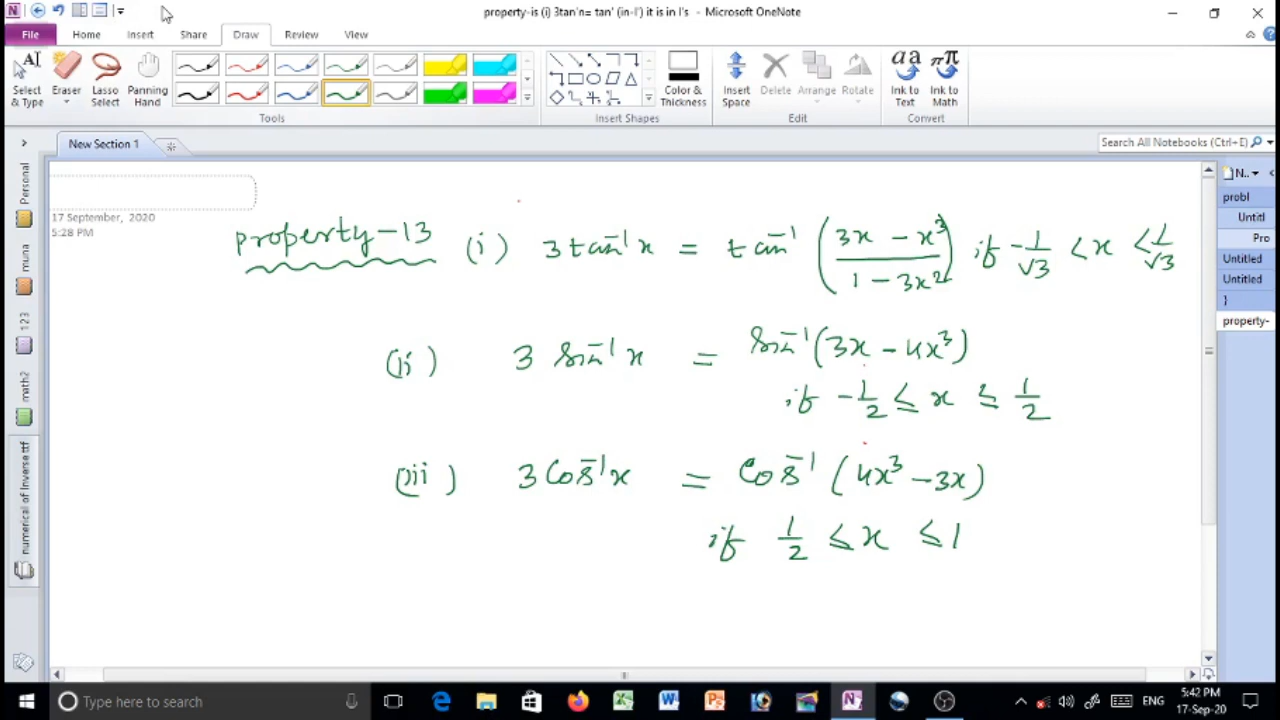 property-is (i) 3tan'n= tan' (in-l') it is in l's - Microsoft OneNote
File Home Insert Share Draw Review View
Select & Type
Eraser
Lasso Select
Panning Hand
Color & Thickness
Insert Space
Delete
Arrange
Rotate
Ink to Text
Ink to Math
Tools Insert Shapes Edit Convert
New Section 1
Search All Notebooks (Ctrl+E)
Personal
muna
123
math2
numerical of inverse ttf
N..
probl
Untitl
Pro
Untitled
Untitled
}
property-
17 September, 2020
5:28 PM
property-13 (i) 3 tan⁻¹x = tan⁻¹ ((3x - x³)/(1 - 3x²)) if -1/√3 < x < 1/√3
(ii) 3 sin⁻¹x = sin⁻¹(3x - 4x³)
if -1/2 ≤ x ≤ 1/2
(iii) 3 Cos⁻¹x = Cos⁻¹(4x³ - 3x)
if 1/2 ≤ x ≤ 1
Type here to search
ENG
5:42 PM
17-Sep-20